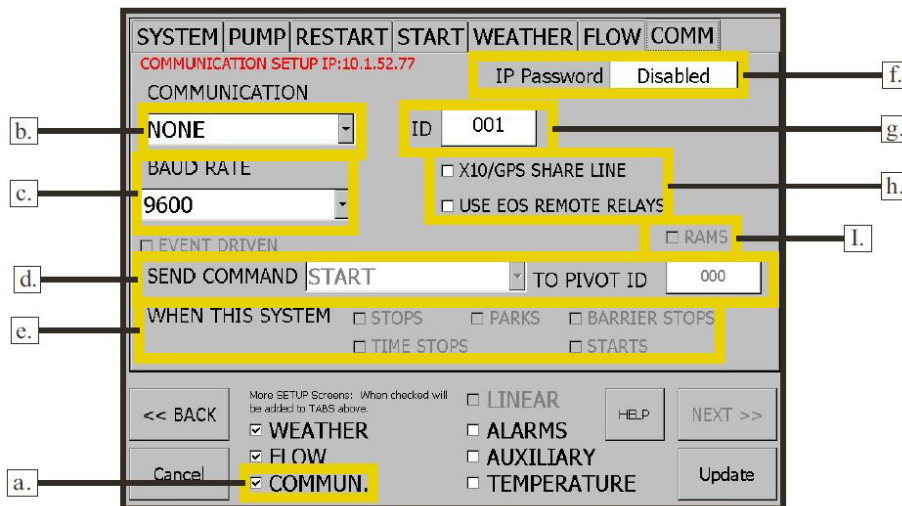 SYSTEM PUMP RESTART START WEATHER FLOW COMM
COMMUNICATION SETUP IP:10.1.52.77
IP Password Disabled
f.
COMMUNICATION
b.
NONE
ID 001
g.
BAUD RATE
X10/GPS SHARE LINE
h.
c.
9600
USE EOS REMOTE RELAYS
EVENT DRIVEN
RAMS
I.
d.
SEND COMMAND START TO PIVOT ID 000
e.
WHEN THIS SYSTEM STOPS PARKS BARRIER STOPS
TIME STOPS STARTS
<< BACK
More SETUP Screens: When checked will
be added to TABS above.
LINEAR
HELP
NEXT >>
WEATHER
ALARMS
FLOW
AUXILIARY
Cancel
Update
a.
COMMUN.
TEMPERATURE